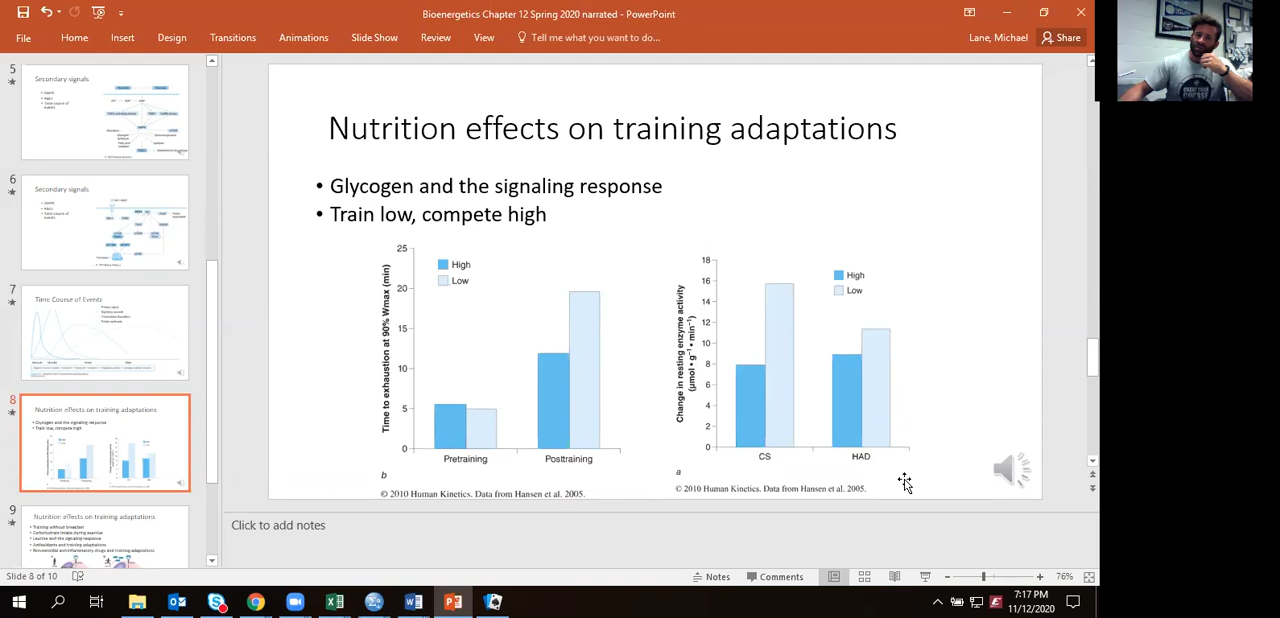 Bioenergetics Chapter 12 Spring 2020 narrated - PowerPoint
File Home Insert Design Transitions Animations Slide Show Review View Tell me what you want to do... Lane, Michael Share
5
Secondary signals
6
Secondary signals
7
Time Course of Events
8
Nutrition effects on training adaptations
Glycogen and the signaling response
Train low, compete high
9
Nutrition effects on training adaptations
Training without breakfast
Carbohydrate intake during exercise
Leucine and the signaling response
Antioxidants and training adaptations
Nonsteroidal anti-inflammatory drugs and training adaptations
Nutrition effects on training adaptations
• Glycogen and the signaling response
• Train low, compete high
Time to exhaustion at 90% Wmax (min)
25
20
15
10
5
0
High
Low
Pretraining Posttraining
b
© 2010 Human Kinetics. Data from Hansen et al. 2005.
Change in resting enzyme activity
(µmol • g⁻¹ • min⁻¹)
18
16
14
12
10
8
6
4
2
0
High
Low
CS HAD
a
© 2010 Human Kinetics. Data from Hansen et al. 2005.
Click to add notes
Slide 8 of 10 Notes Comments 76%
7:17 PM
11/12/2020